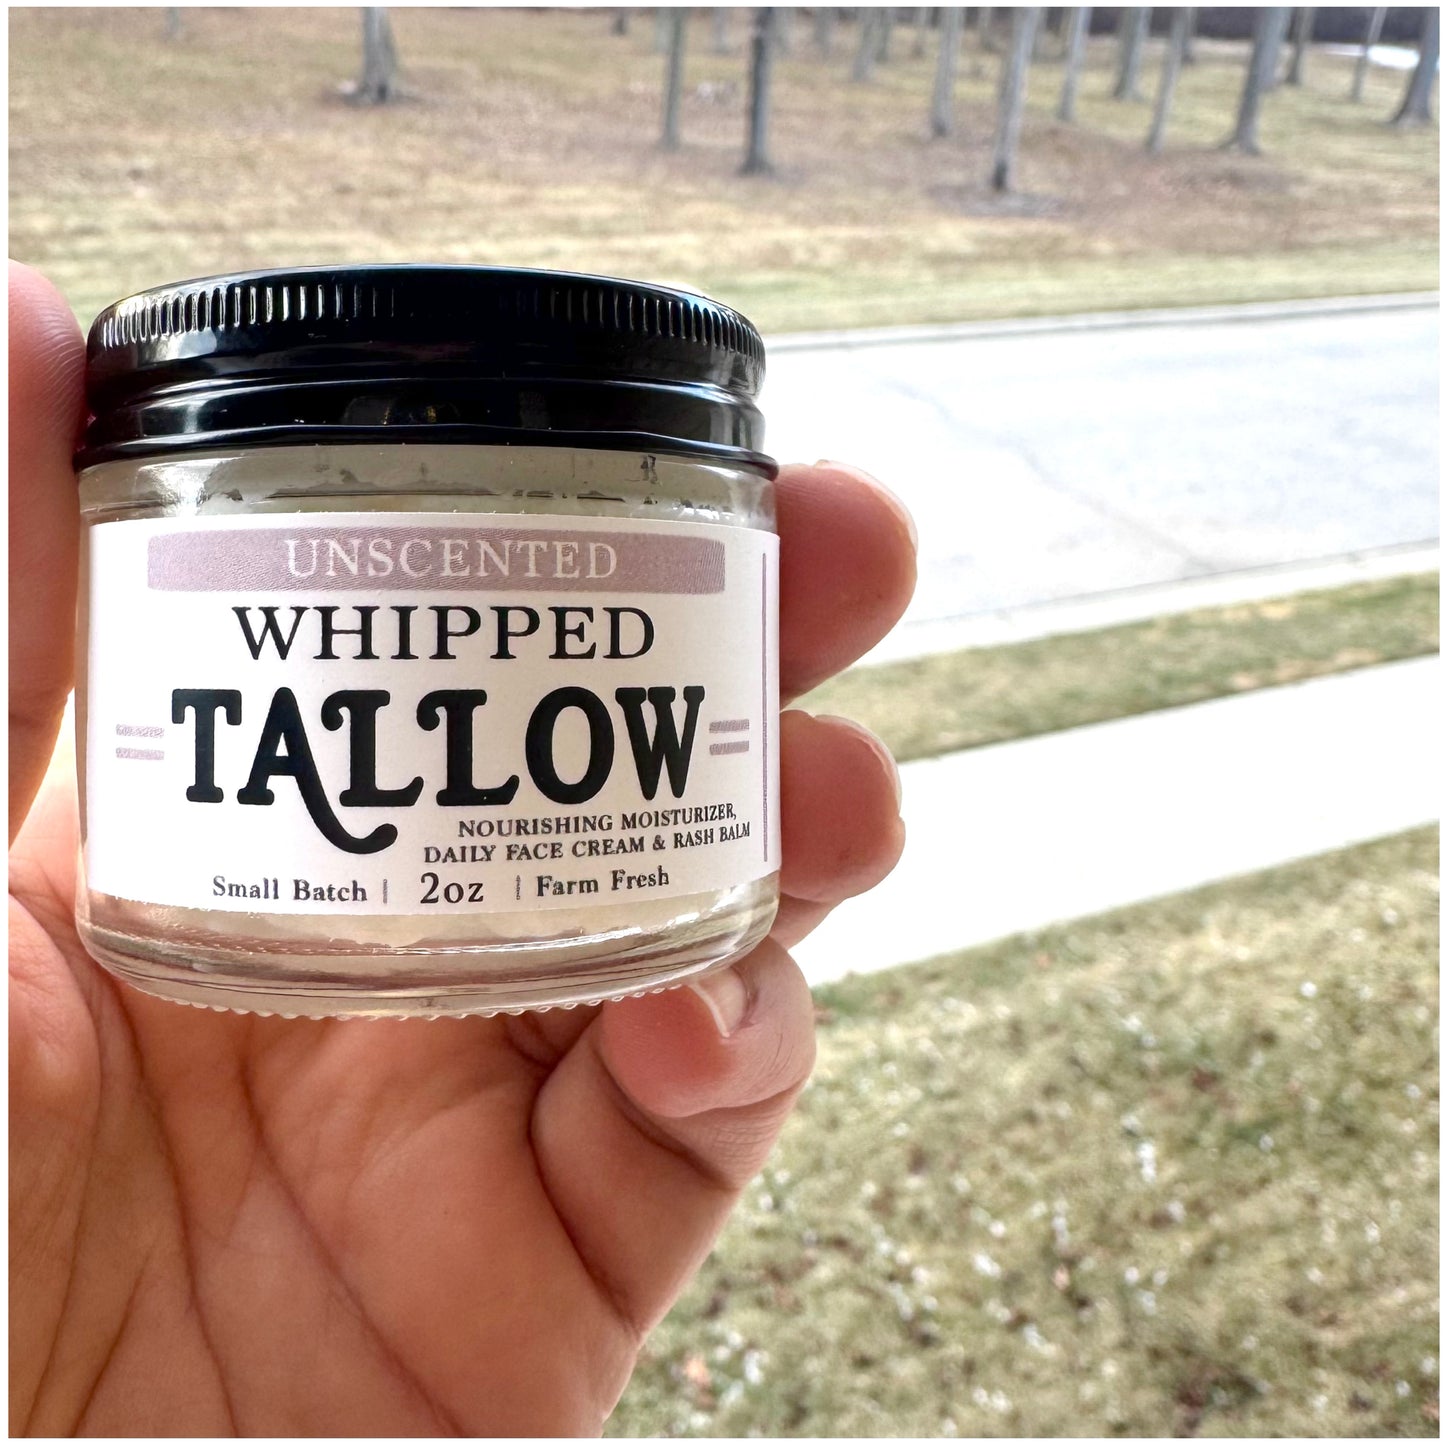 UNSCENTED
WHIPPED
TALLOW
NOURISHING MOISTURIZER,
DAILY FACE CREAM & RASH BALM
Small Batch | 2oz | Farm Fresh